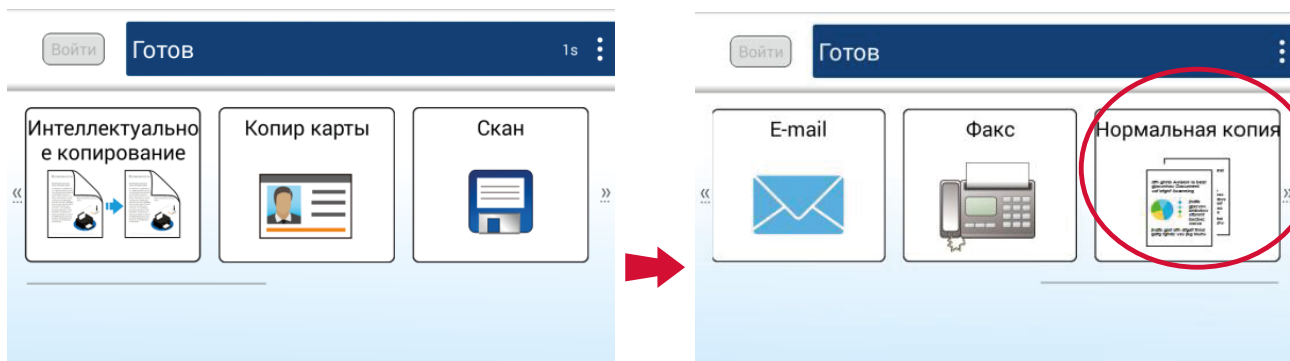 Войти
Готов
1s
Интеллектуально
е копирование
Копир карты
Скан
«
»
Войти
Готов
E-mail
Факс
Нормальная копия
«
»